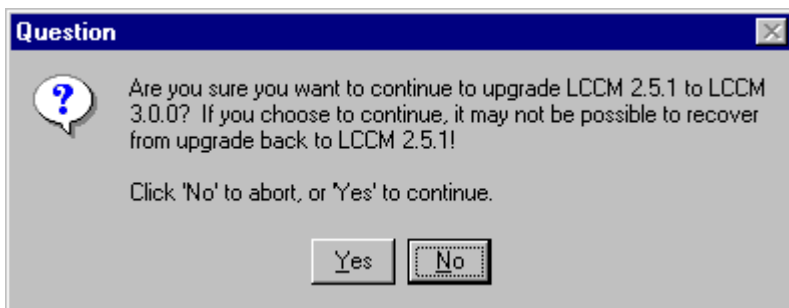 Question
Are you sure you want to continue to upgrade LCCM 2.5.1 to LCCM
3.0.0?  If you choose to continue, it may not be possible to recover
from upgrade back to LCCM 2.5.1!
Click 'No' to abort, or 'Yes' to continue.
Yes No